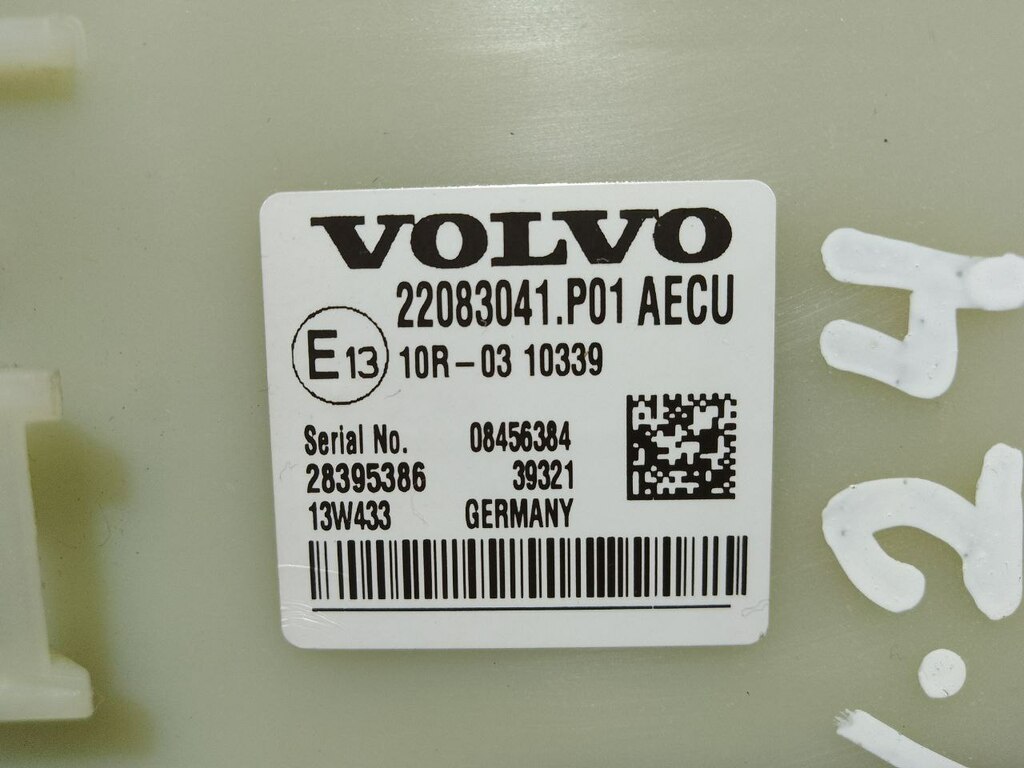 VOLVO
22083041.P01 AECU
E13 10R-03 10339
Serial No. 08456384
28395386 39321
13W433 GERMANY